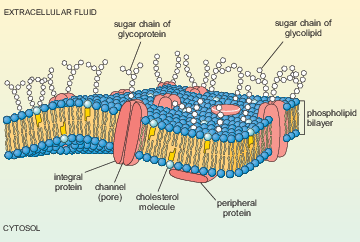 EXTRACELLULAR FLUID
sugar chain of
glycoprotein
sugar chain of
glycolipid
phospholipid
bilayer
integral
protein
channel
(pore)
cholesterol
molecule
peripheral
protein
CYTOSOL